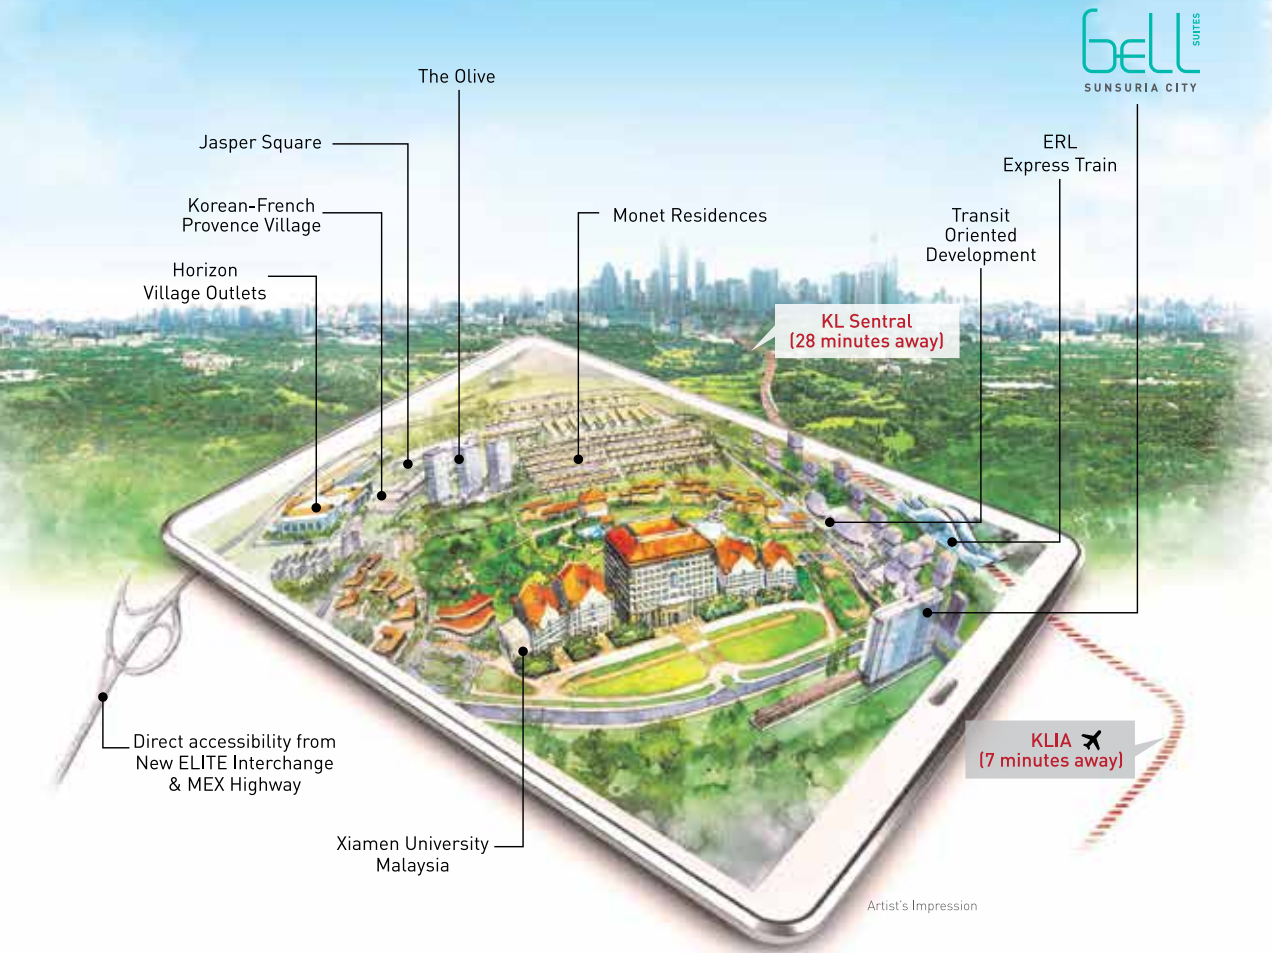 bell
SUITES
SUNSURIA CITY
The Olive
Jasper Square
ERL
Express Train
Korean-French
Provence Village
Monet Residences
Transit
Oriented
Development
Horizon
Village Outlets
KL Sentral
(28 minutes away)
KLIA
(7 minutes away)
Direct accessibility from
New ELITE Interchange
& MEX Highway
Xiamen University
Malaysia
Artist's Impression